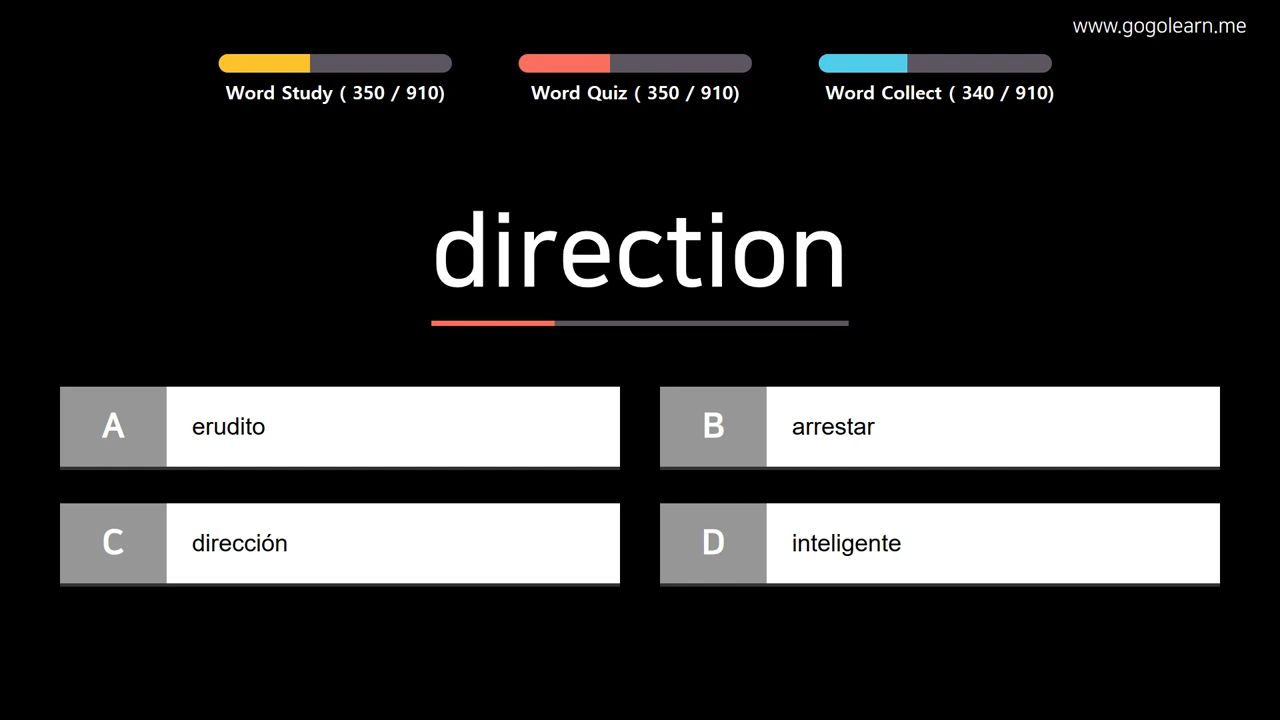 www.gogolearn.me
Word Study ( 350 / 910)
Word Quiz ( 350 / 910)
Word Collect ( 340 / 910)
direction
A erudito
B arrestar
C dirección
D inteligente